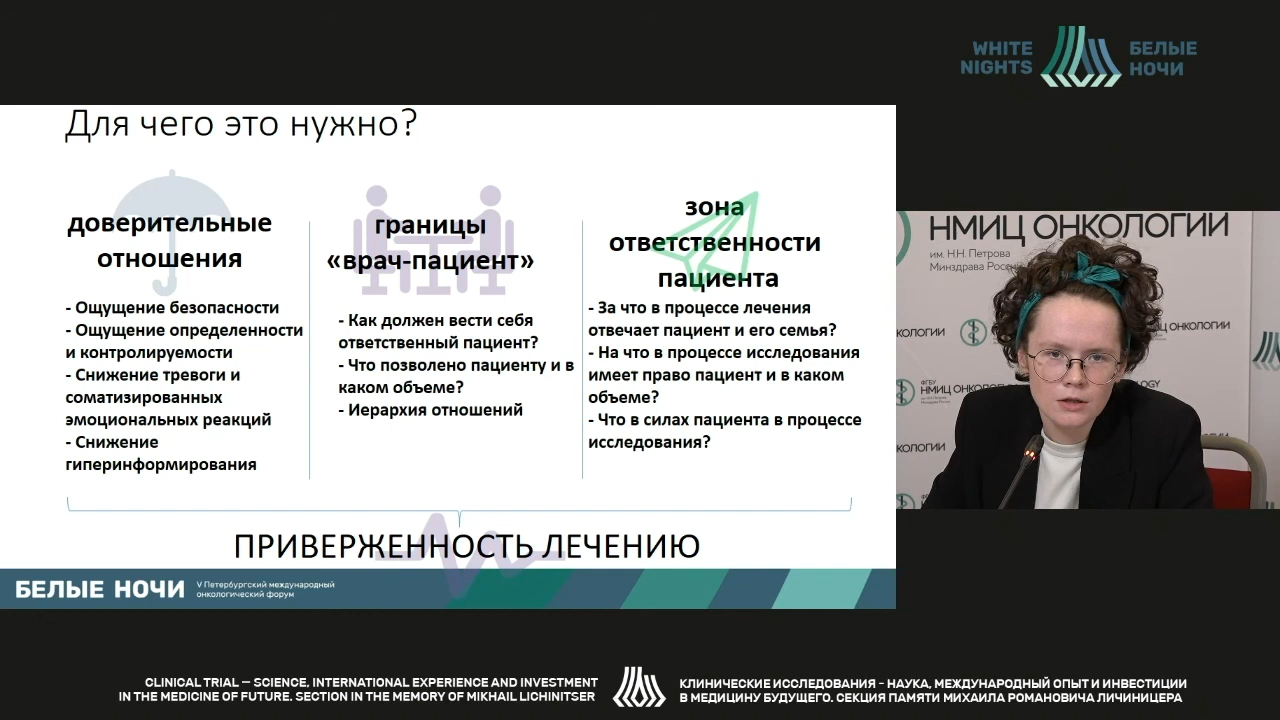 WHITE
NIGHTS
БЕЛЫЕ
НОЧИ
Для чего это нужно?
доверительные
отношения
- Ощущение безопасности
- Ощущение определенности
и контролируемости
- Снижение тревоги и
соматизированных
эмоциональных реакций
- Снижение
гиперинформирования
границы
«врач-пациент»
- Как должен вести себя
ответственный пациент?
- Что позволено пациенту и в
каком объеме?
- Иерархия отношений
зона
ответственности
пациента
- За что в процессе лечения
отвечает пациент и его семья?
- На что в процессе исследования
имеет право пациент и в каком
объеме?
- Что в силах пациента в процессе
исследования?
ПРИВЕРЖЕННОСТЬ ЛЕЧЕНИЮ
БЕЛЫЕ НОЧИ
V Петербургский международный
онкологический форум
НМИЦ ОНКОЛОГИИ
им. Н.Н. Петрова
Минздрава России
ФГБУ
НМИЦ ОНКОЛОГИИ
CLINICAL TRIAL – SCIENCE, INTERNATIONAL EXPERIENCE AND INVESTMENT
IN THE MEDICINE OF FUTURE. SECTION IN THE MEMORY OF MIKHAIL LICHINITSER
КЛИНИЧЕСКИЕ ИССЛЕДОВАНИЯ - НАУКА, МЕЖДУНАРОДНЫЙ ОПЫТ И ИНВЕСТИЦИИ
В МЕДИЦИНУ БУДУЩЕГО. СЕКЦИЯ ПАМЯТИ МИХАИЛА РОМАНОВИЧА ЛИЧИНИЦЕРА